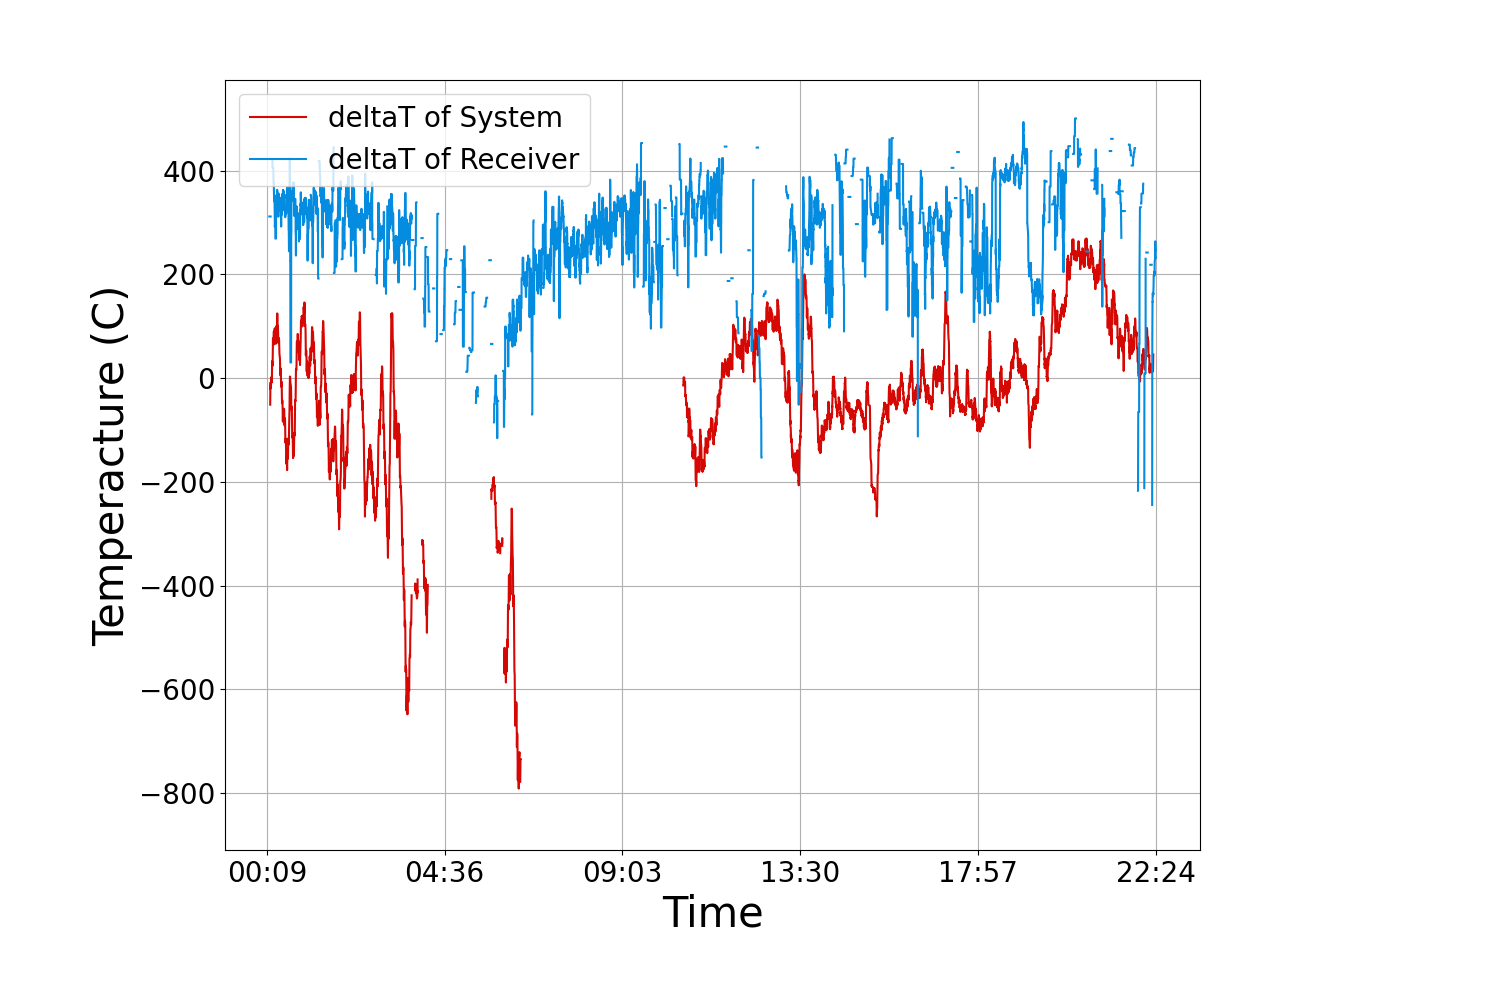 deltaT of System
deltaT of Receiver
400
200
0
−200
−400
−600
−800
Temperacture (C)
00:09 04:36 09:03 13:30 17:57 22:24
Time